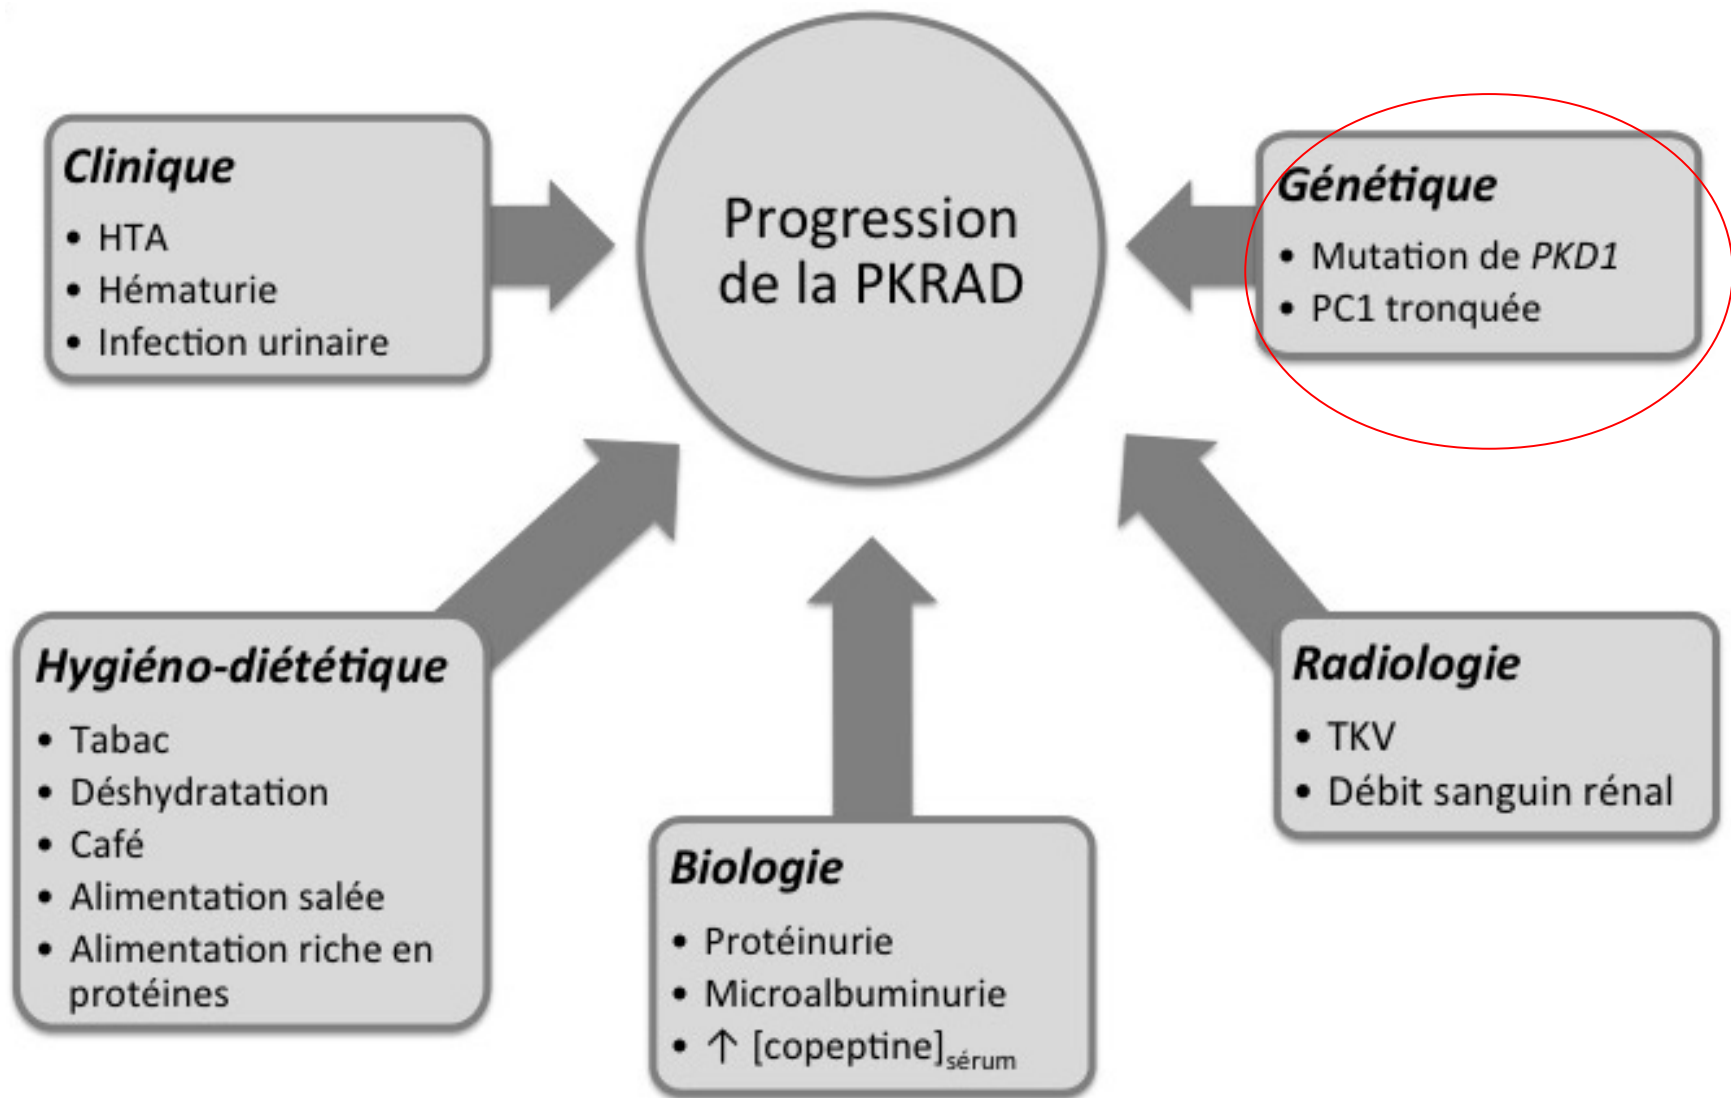 Clinique
• HTA
• Hématurie
• Infection urinaire
Progression
de la PKRAD
Génétique
• Mutation de PKD1
• PC1 tronquée
Hygiéno-diététique
• Tabac
• Déshydratation
• Café
• Alimentation salée
• Alimentation riche en
protéines
Biologie
• Protéinurie
• Microalbuminurie
• ↑ [copeptine]sérum
Radiologie
• TKV
• Débit sanguin rénal